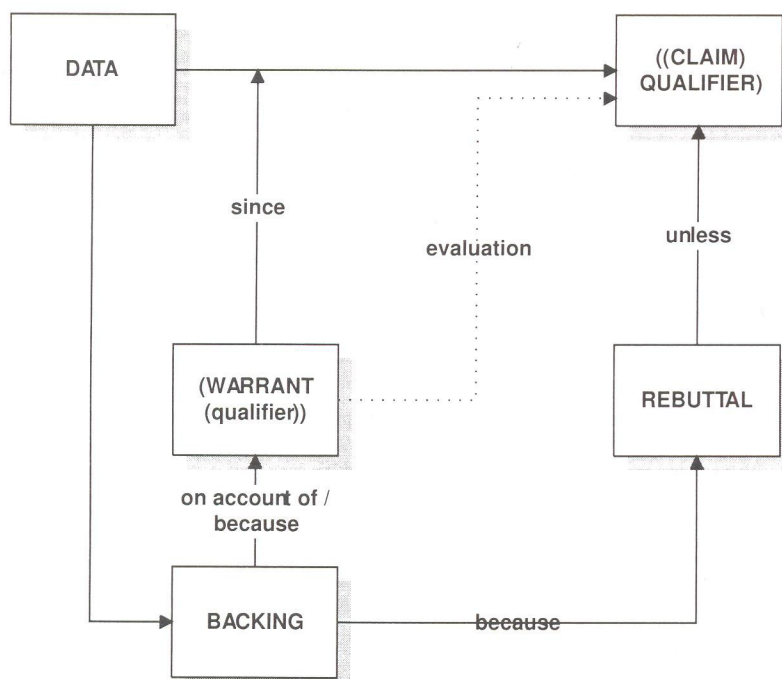 DATA
((CLAIM)
QUALIFIER)
since
evaluation
unless
(WARRANT
(qualifier))
REBUTTAL
on account of /
because
BACKING
because